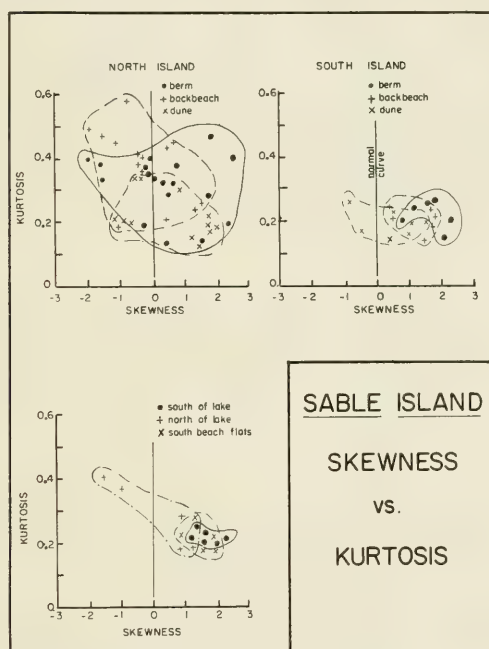 NORTH ISLAND
● berm
+ backbeach
x dune
0.6
0.4
0.2
0
KURTOSIS
-3 -2 -1 0 1 2 3
SKEWNESS
SOUTH ISLAND
● berm
+ backbeach
x dune
normal curve
0.6
0.4
0.2
0
-3 -2 -1 0 1 2 3
SKEWNESS
● south of lake
+ north of lake
x south beach flats
0.6
0.4
0.2
0
KURTOSIS
-3 -2 -1 0 1 2 3
SKEWNESS
SABLE ISLAND
SKEWNESS
VS.
KURTOSIS